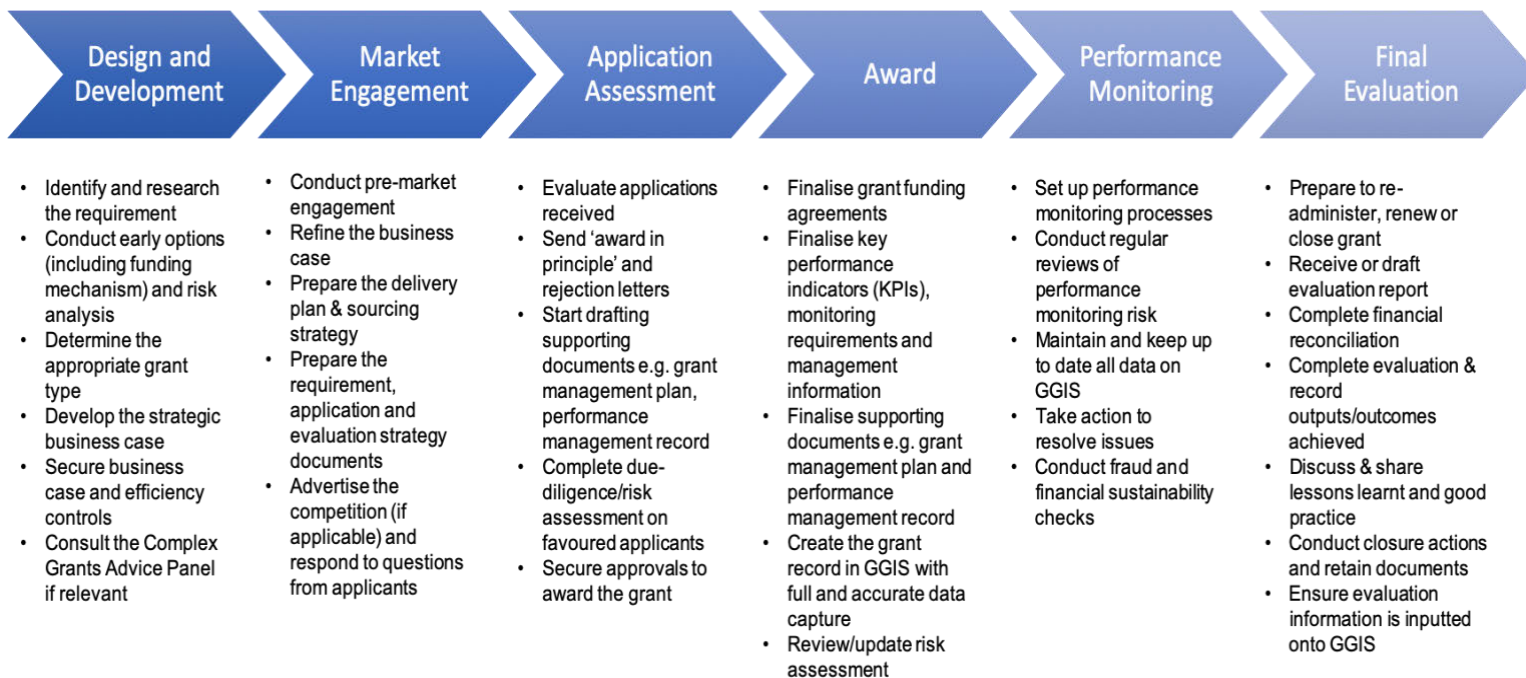 Design and
Development
Market
Engagement
Application
Assessment
Award
Performance
Monitoring
Final
Evaluation
• Identify and research
the requirement
• Conduct early options
(including funding
mechanism) and risk
analysis
• Determine the
appropriate grant
type
• Develop the strategic
business case
• Secure business
case and efficiency
controls
• Consult the Complex
Grants Advice Panel
if relevant
• Conduct pre-market
engagement
• Refine the business
case
• Prepare the delivery
plan & sourcing
strategy
• Prepare the
requirement,
application and
evaluation strategy
documents
• Advertise the
competition (if
applicable) and
respond to questions
from applicants
• Evaluate applications
received
• Send ‘award in
principle’ and
rejection letters
• Start drafting
supporting
documents e.g. grant
management plan,
performance
management record
• Complete due-
diligence/risk
assessment on
favoured applicants
• Secure approvals to
award the grant
• Finalise grant funding
agreements
• Finalise key
performance
indicators (KPIs),
monitoring
requirements and
management
information
• Finalise supporting
documents e.g. grant
management plan and
performance
management record
• Create the grant
record in GGIS with
full and accurate data
capture
• Review/update risk
assessment
• Set up performance
monitoring processes
• Conduct regular
reviews of
performance
monitoring risk
• Maintain and keep up
to date all data on
GGIS
• Take action to
resolve issues
• Conduct fraud and
financial sustainability
checks
• Prepare to re-
administer, renew or
close grant
• Receive or draft
evaluation report
• Complete financial
reconciliation
• Complete evaluation &
record
outputs/outcomes
achieved
• Discuss & share
lessons learnt and good
practice
• Conduct closure actions
and retain documents
• Ensure evaluation
information is inputted
onto GGIS